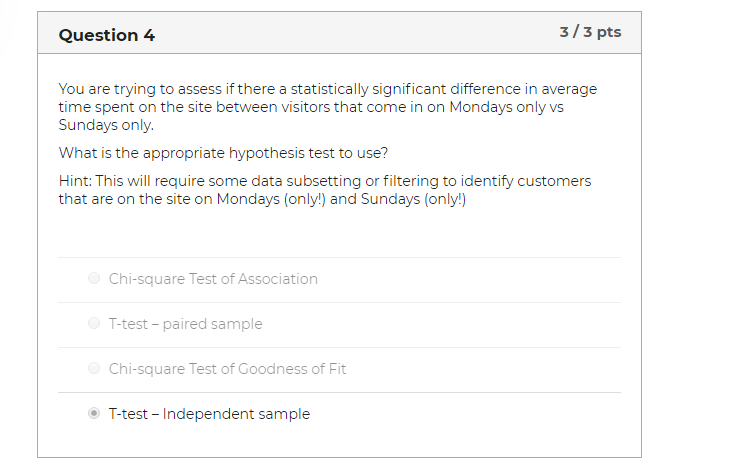 Question 4
3 / 3 pts
You are trying to assess if there a statistically significant difference in average
time spent on the site between visitors that come in on Mondays only vs
Sundays only.
What is the appropriate hypothesis test to use?
Hint: This will require some data subsetting or filtering to identify customers
that are on the site on Mondays (only!) and Sundays (only!)
Chi-square Test of Association
T-test – paired sample
Chi-square Test of Goodness of Fit
T-test – Independent sample